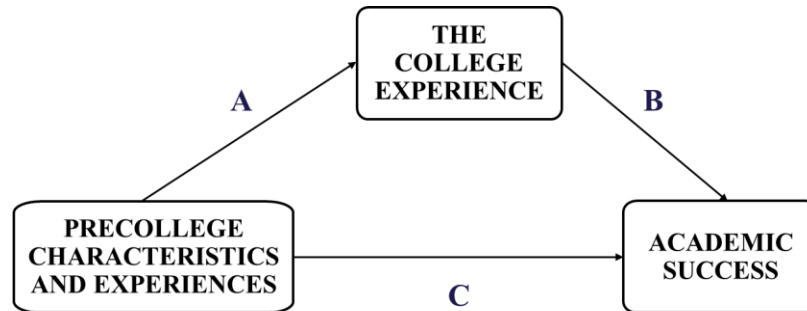 THE
COLLEGE
EXPERIENCE
A
B
PRECOLLEGE
CHARACTERISTICS
AND EXPERIENCES
ACADEMIC
SUCCESS
C